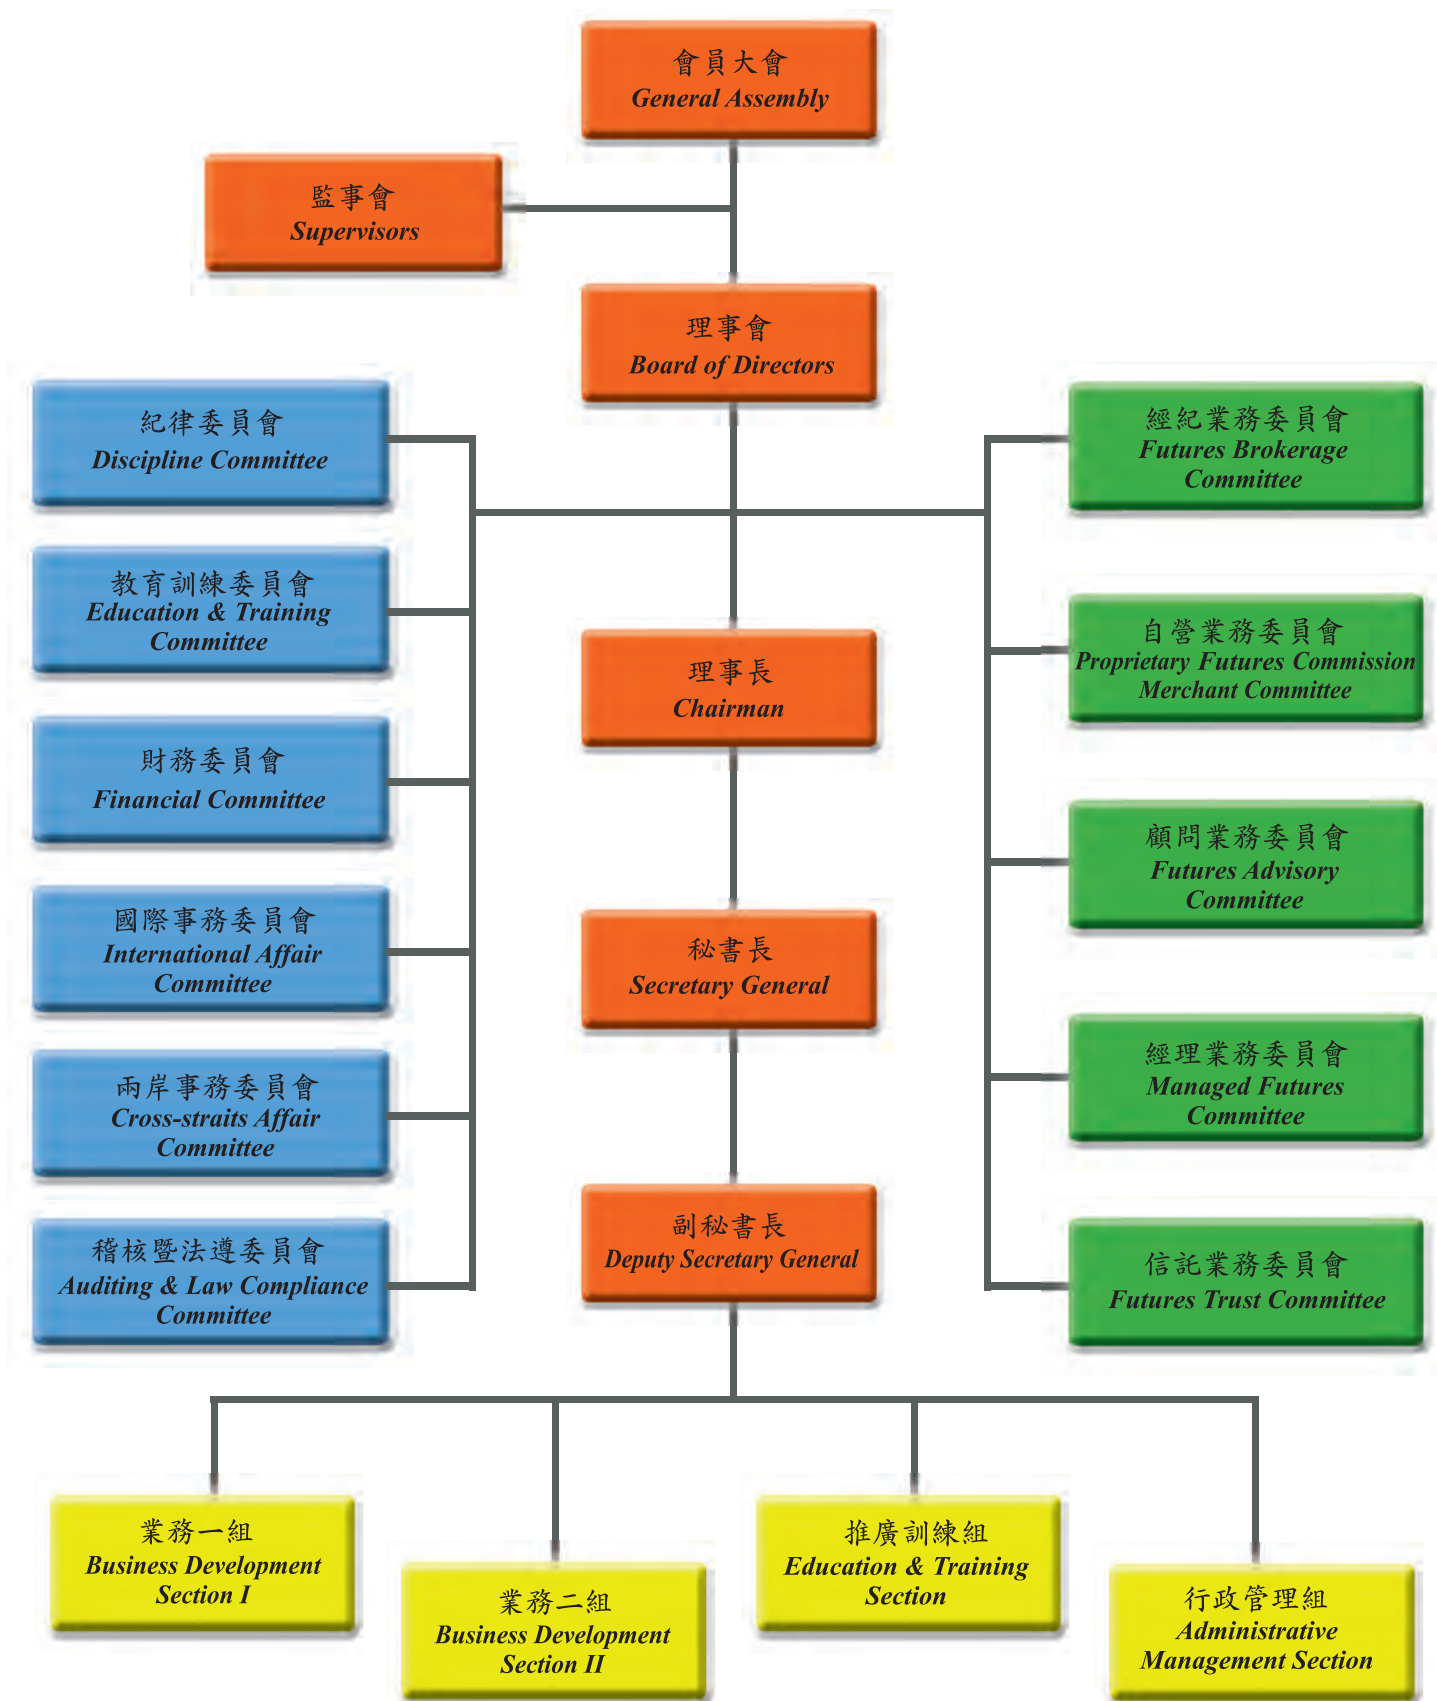 會員大會
General Assembly
監事會
Supervisors
理事會
Board of Directors
紀律委員會
Discipline Committee
教育訓練委員會
Education & Training
Committee
財務委員會
Financial Committee
國際事務委員會
International Affair
Committee
兩岸事務委員會
Cross-straits Affair
Committee
稽核暨法遵委員會
Auditing & Law Compliance
Committee
理事長
Chairman
秘書長
Secretary General
副秘書長
Deputy Secretary General
經紀業務委員會
Futures Brokerage
Committee
自營業務委員會
Proprietary Futures Commission
Merchant Committee
顧問業務委員會
Futures Advisory
Committee
經理業務委員會
Managed Futures
Committee
信託業務委員會
Futures Trust Committee
業務一組
Business Development
Section I
業務二組
Business Development
Section II
推廣訓練組
Education & Training
Section
行政管理組
Administrative
Management Section